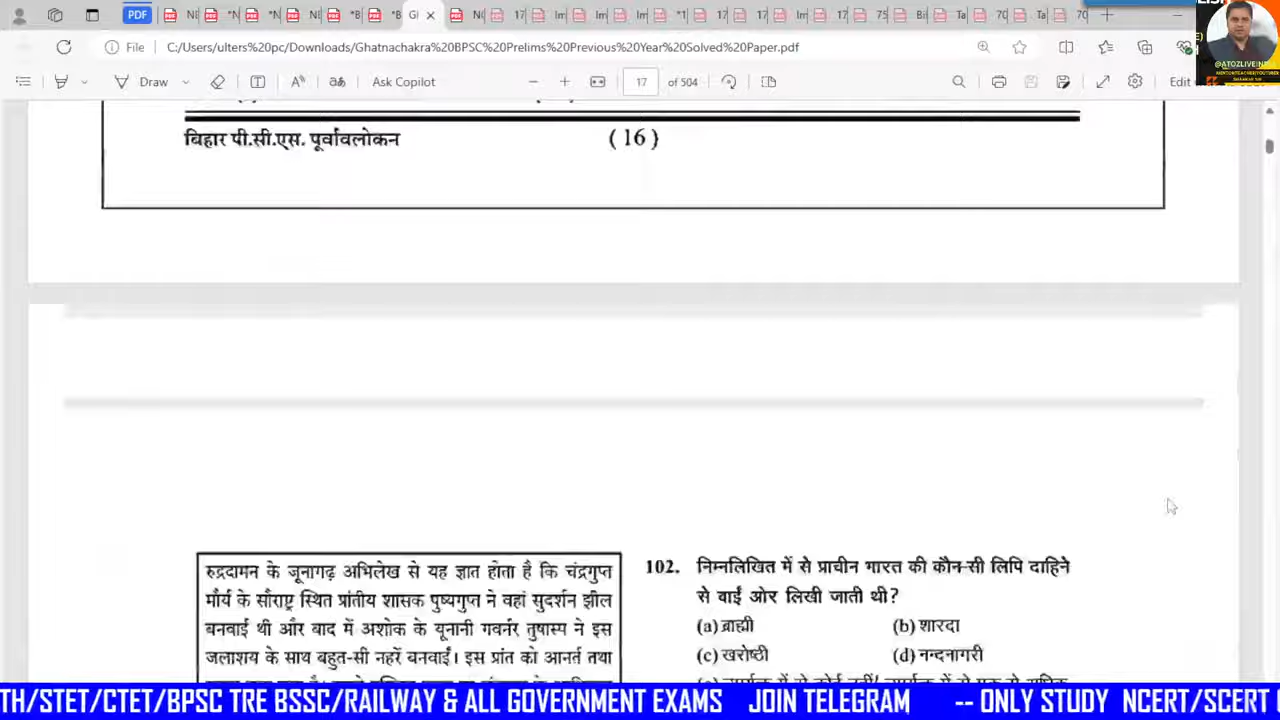 PDF
File
C:/Users/ulters%20pc/Downloads/Ghatnachakra%20BPSC%20Prelims%20Previous%20Year%20Solved%20Paper.pdf
Draw
Ask Copilot
17
of 504
Edit
@ATOZLIVEINDIA
बिहार पी.सी.एस. पूर्वावलोकन
( 16 )
रुद्रदामन के जूनागढ़ अभिलेख से यह ज्ञात होता है कि चंद्रगुप्त
मौर्य के सौराष्ट्र स्थित प्रांतीय शासक पुष्यगुप्त ने वहां सुदर्शन झील
बनवाई थी और बाद में अशोक के यूनानी गवर्नर तुषास्प ने इस
जलाशय के साथ बहुत-सी नहरें बनवाईं। इस प्रांत को आनर्त तथा
102. निम्नलिखित में से प्राचीन भारत की कौन-सी लिपि दाहिने
से बाईं ओर लिखी जाती थी?
(a) ब्राह्मी (b) शारदा
(c) खरोष्ठी (d) नन्दनागरी
TH/STET/CTET/BPSC TRE BSSC/RAILWAY & ALL GOVERNMENT EXAMS JOIN TELEGRAM -- ONLY STUDY NCERT/SCERT